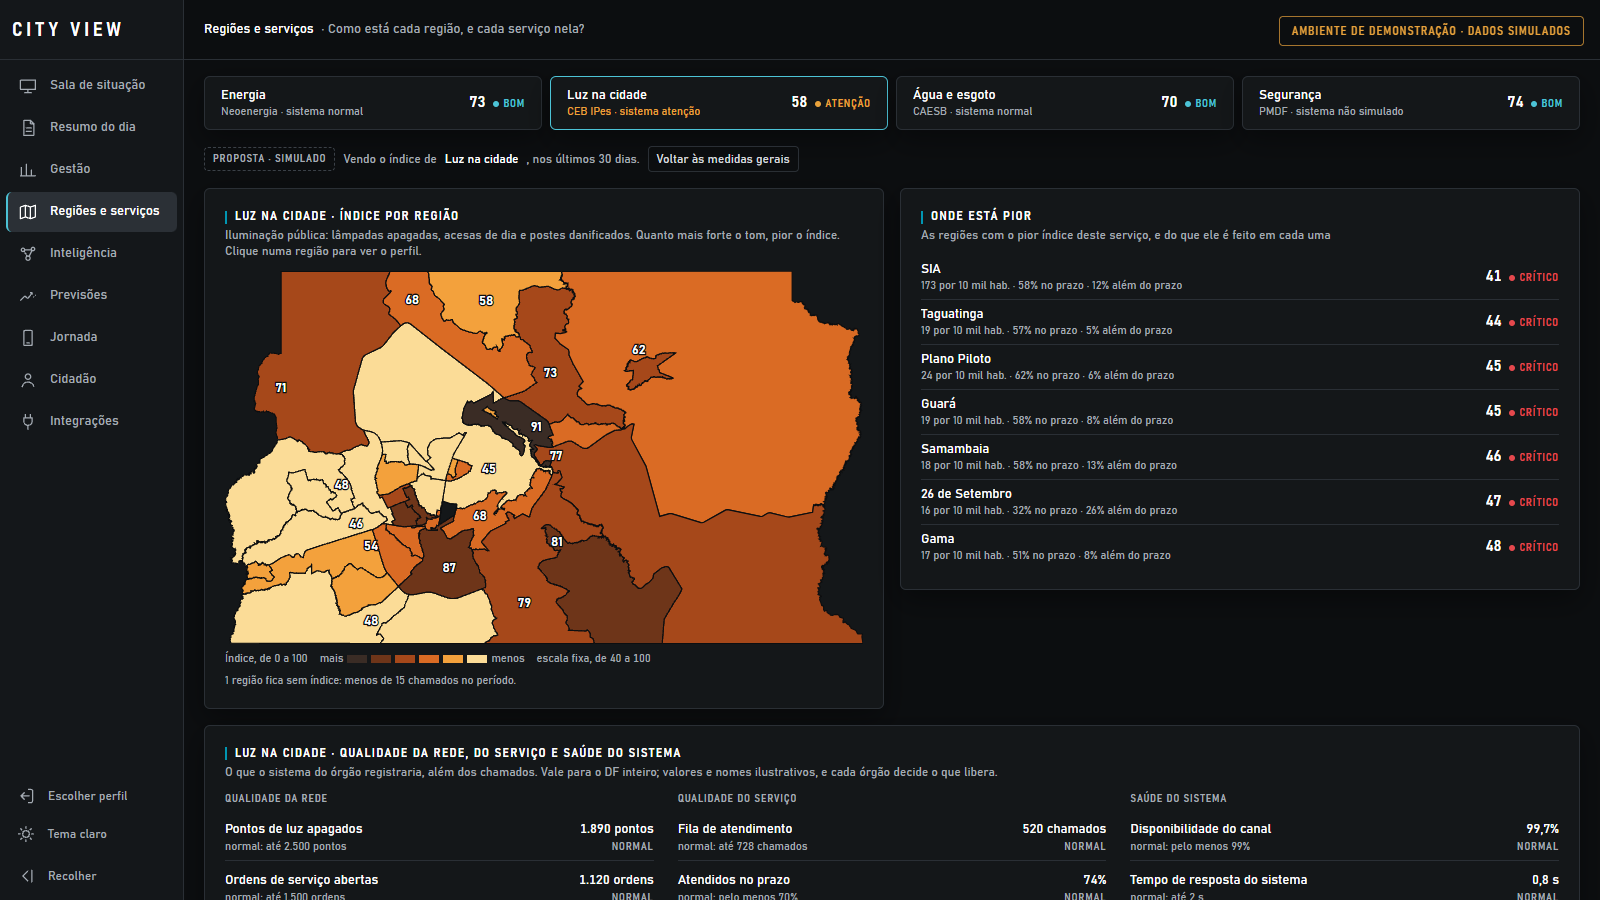 CITY VIEW
Regiões e serviços · Como está cada região, e cada serviço nela?
AMBIENTE DE DEMONSTRAÇÃO · DADOS SIMULADOS
Sala de situação
Resumo do dia
Gestão
Regiões e serviços
Inteligência
Previsões
Jornada
Cidadão
Integrações
Escolher perfil
Tema claro
Recolher
Energia
Neoenergia · sistema normal
73 BOM
Luz na cidade
CEB IPes · sistema atenção
58 ATENÇÃO
Água e esgoto
CAESB · sistema normal
70 BOM
Segurança
PMDF · sistema não simulado
74 BOM
PROPOSTA · SIMULADO Vendo o índice de Luz na cidade , nos últimos 30 dias. Voltar às medidas gerais
LUZ NA CIDADE · ÍNDICE POR REGIÃO
Iluminação pública: lâmpadas apagadas, acesas de dia e postes danificados. Quanto mais forte o tom, pior o índice.
Clique numa região para ver o perfil.
68
58
62
73
71
91
77
45
48
46
68
54
81
87
79
48
Índice, de 0 a 100 mais menos escala fixa, de 40 a 100
1 região fica sem índice: menos de 15 chamados no período.
ONDE ESTÁ PIOR
As regiões com o pior índice deste serviço, e do que ele é feito em cada uma
SIA
173 por 10 mil hab. · 58% no prazo · 12% além do prazo
41 CRÍTICO
Taguatinga
19 por 10 mil hab. · 57% no prazo · 5% além do prazo
44 CRÍTICO
Plano Piloto
24 por 10 mil hab. · 62% no prazo · 6% além do prazo
45 CRÍTICO
Guará
19 por 10 mil hab. · 58% no prazo · 8% além do prazo
45 CRÍTICO
Samambaia
18 por 10 mil hab. · 58% no prazo · 13% além do prazo
46 CRÍTICO
26 de Setembro
16 por 10 mil hab. · 32% no prazo · 26% além do prazo
47 CRÍTICO
Gama
17 por 10 mil hab. · 51% no prazo · 8% além do prazo
48 CRÍTICO
LUZ NA CIDADE · QUALIDADE DA REDE, DO SERVIÇO E SAÚDE DO SISTEMA
O que o sistema do órgão registraria, além dos chamados. Vale para o DF inteiro; valores e nomes ilustrativos, e cada órgão decide o que libera.
QUALIDADE DA REDE
Pontos de luz apagados 1.890 pontos
normal: até 2.500 pontos NORMAL
Ordens de serviço abertas 1.120 ordens
normal: até 1.500 ordens NORMAL
QUALIDADE DO SERVIÇO
Fila de atendimento 520 chamados
normal: até 728 chamados NORMAL
Atendidos no prazo 74%
normal: pelo menos 70% NORMAL
SAÚDE DO SISTEMA
Disponibilidade do canal 99,7%
normal: pelo menos 99% NORMAL
Tempo de resposta do sistema 0,8 s
normal: até 2 s NORMAL